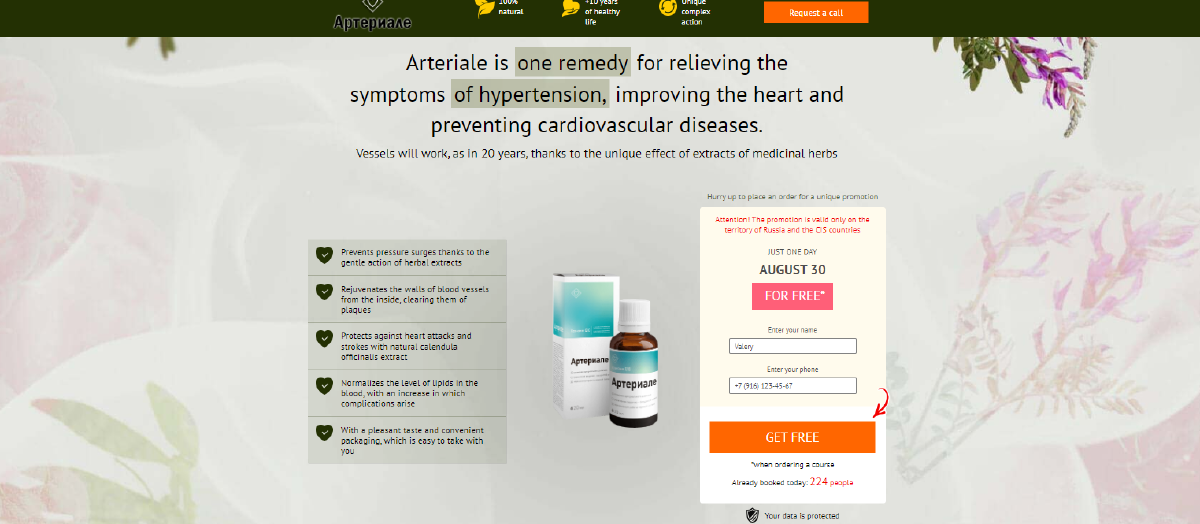 Артериале
100%
natural
+10 years
of healthy
life
Unique
complex
action
Request a call
Arteriale is one remedy for relieving the
symptoms of hypertension, improving the heart and
preventing cardiovascular diseases.
Vessels will work, as in 20 years, thanks to the unique effect of extracts of medicinal herbs
Prevents pressure surges thanks to the
gentle action of herbal extracts
Rejuvenates the walls of blood vessels
from the inside, clearing them of
plaques
Protects against heart attacks and
strokes with natural calendula
officinalis extract
Normalizes the level of lipids in the
blood, with an increase in which
complications arise
With a pleasant taste and convenient
packaging, which is easy to take with
you
Артериале
Артериале
Hurry up to place an order for a unique promotion
Attention! The promotion is valid only on the
territory of Russia and the CIS countries
JUST ONE DAY
AUGUST 30
FOR FREE*
Enter your name
Valery
Enter your phone
+7 (916) 123-45-67
GET FREE
*when ordering a course
Already booked today: 224 people
Your data is protected